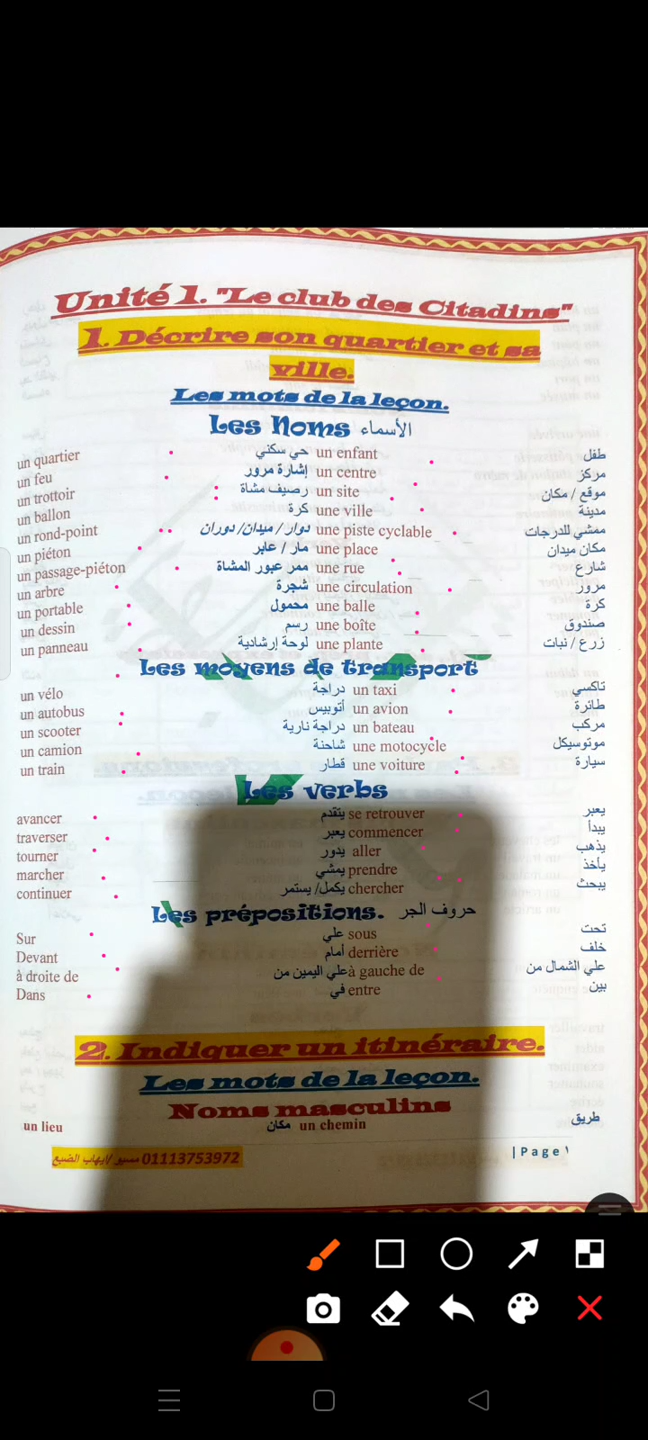 Unité 1. "Le club des Citadins"
1. Décrire son quartier et sa
ville.
Les mots de la leçon.
Les Noms الأسماء
un quartier حي سكني un enfant طفل
un feu إشارة مرور un centre مركز
un trottoir رصيف مشاة un site موقع / مكان
un ballon كرة une ville مدينة
un rond-point دوار / ميدان/ دوران une piste cyclable ممشي للدرجات
un piéton مار / عابر une place مكان ميدان
un passage-piéton ممر عبور المشاة une rue شارع
un arbre شجرة une circulation مرور
un portable محمول une balle كرة
un dessin رسم une boîte صندوق
un panneau لوحة إرشادية une plante زرع / نبات
Les moyens de transport
un vélo دراجة un taxi تاكسي
un autobus أتوبيس un avion طائرة
un scooter دراجة نارية un bateau مركب
un camion شاحنة une motocycle موتوسيكل
un train قطار une voiture سيارة
Les verbs
avancer يتقدم se retrouver يعبر
traverser يعبر commencer يبدأ
tourner يدور aller يذهب
marcher يمشي prendre يأخذ
continuer يكمل/ يستمر chercher يبحث
Les prépositions. حروف الجر
Sur علي sous تحت
Devant أمام derrière خلف
à droite de علي اليمين من à gauche de علي الشمال من
Dans في entre بين
2. Indiquer un itinéraire.
Les mots de la leçon.
Noms masculins
un lieu مكان un chemin طريق
مسيو /ايهاب الضبع 01113753972
| Page ١